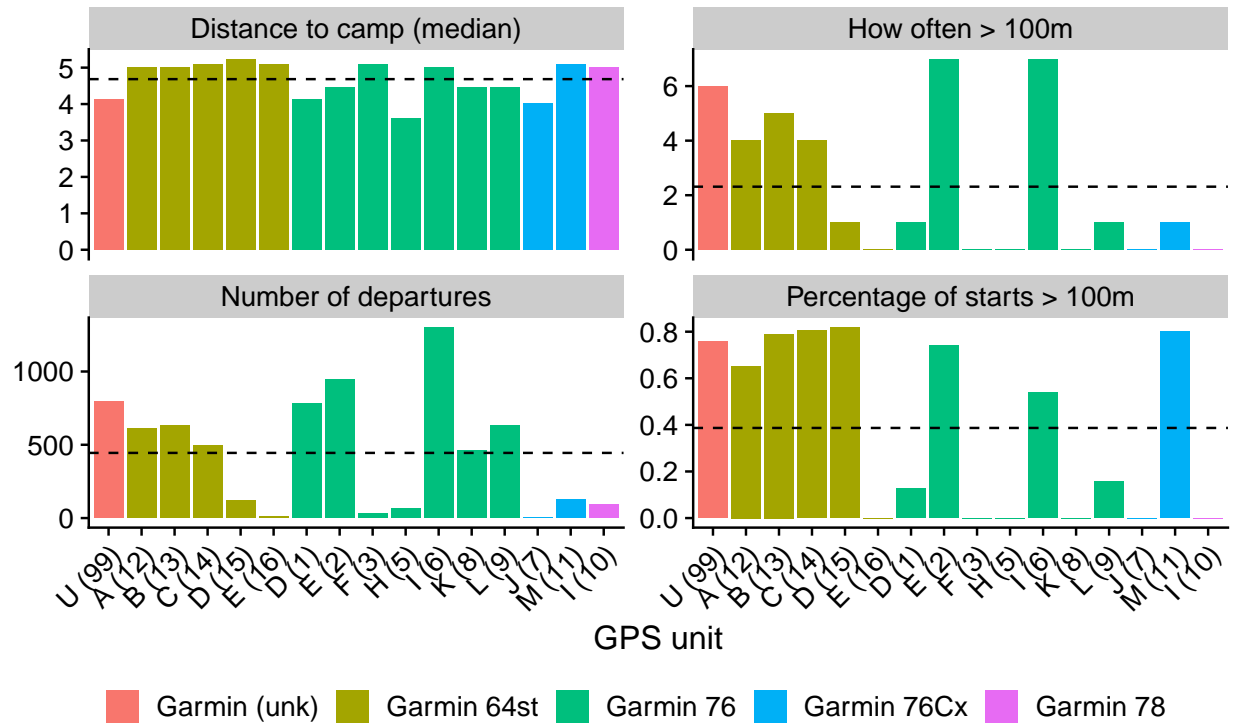 Distance to camp (median)
How often > 100m
5
4
3
2
1
0
6
4
2
0
Number of departures
Percentage of starts > 100m
1000
500
0
0.8
0.6
0.4
0.2
0.0
U (99)
A (12)
B (13)
C (14)
D (15)
E (16)
D (1)
E (2)
F (3)
H (5)
I (6)
K (8)
L (9)
J (7)
M (11)
I (10)
U (99)
A (12)
B (13)
C (14)
D (15)
E (16)
D (1)
E (2)
F (3)
H (5)
I (6)
K (8)
L (9)
J (7)
M (11)
I (10)
GPS unit
Garmin (unk) Garmin 64st Garmin 76 Garmin 76Cx Garmin 78